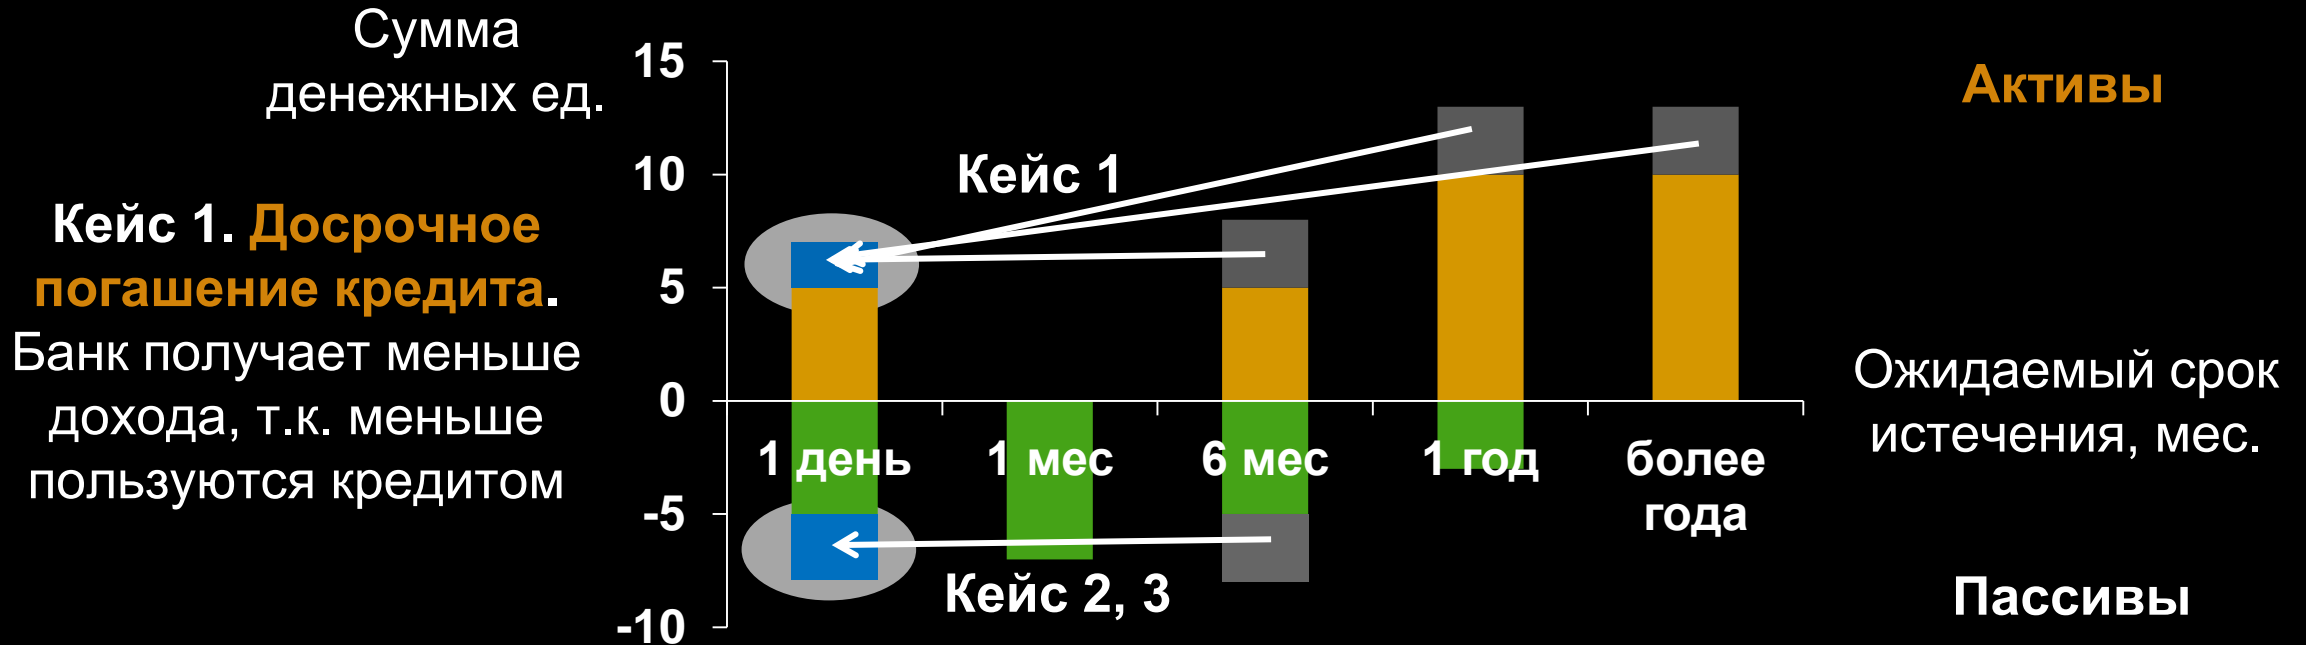 Сумма
денежных ед.
Кейс 1. Досрочное
погашение кредита.
Банк получает меньше
дохода, т.к. меньше
пользуются кредитом
15
10
5
0
-5
-10
Кейс 1
1 день
1 мес
6 мес
1 год
более
года
Кейс 2, 3
Активы
Ожидаемый срок
истечения, мес.
Пассивы